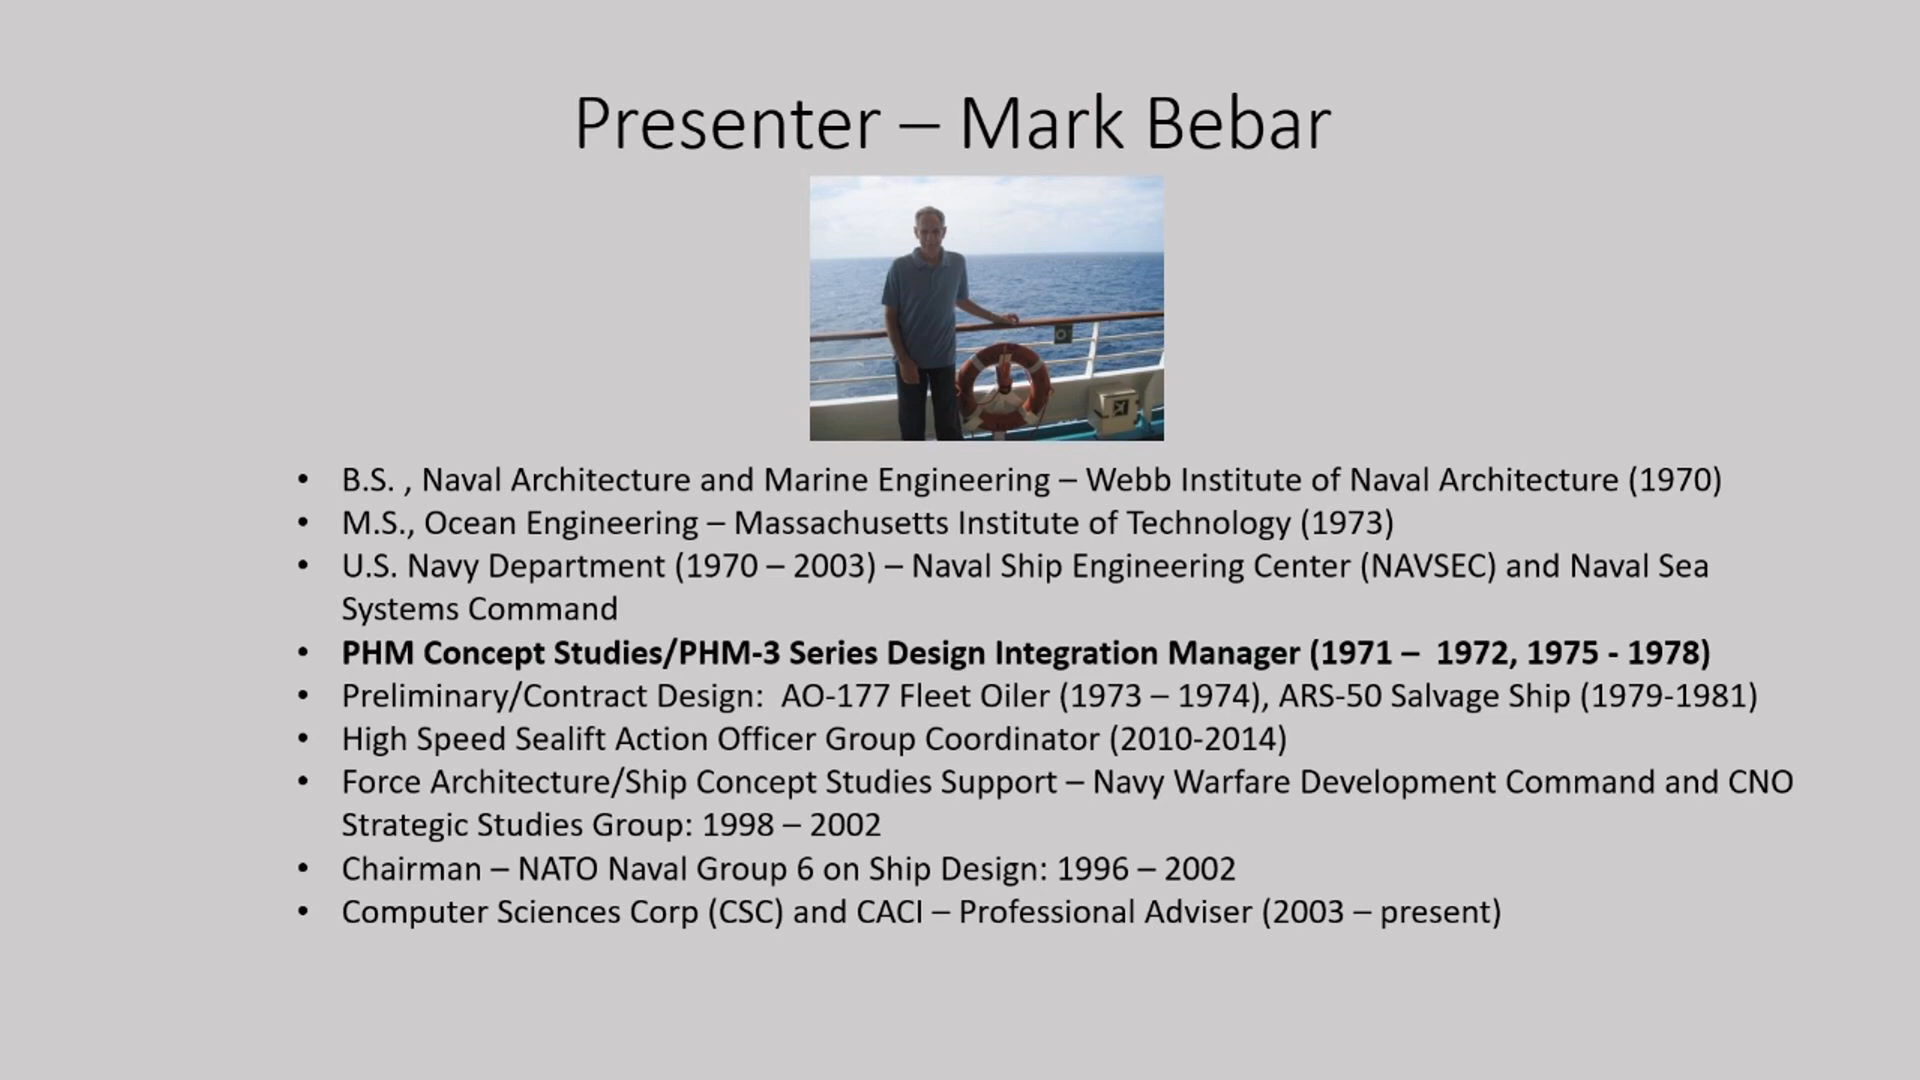 Presenter – Mark Bebar
• B.S. , Naval Architecture and Marine Engineering – Webb Institute of Naval Architecture (1970)
• M.S., Ocean Engineering – Massachusetts Institute of Technology (1973)
• U.S. Navy Department (1970 – 2003) – Naval Ship Engineering Center (NAVSEC) and Naval Sea
Systems Command
• PHM Concept Studies/PHM-3 Series Design Integration Manager (1971 –  1972, 1975 - 1978)
• Preliminary/Contract Design:  AO-177 Fleet Oiler (1973 – 1974), ARS-50 Salvage Ship (1979-1981)
• High Speed Sealift Action Officer Group Coordinator (2010-2014)
• Force Architecture/Ship Concept Studies Support – Navy Warfare Development Command and CNO
Strategic Studies Group: 1998 – 2002
• Chairman – NATO Naval Group 6 on Ship Design: 1996 – 2002
• Computer Sciences Corp (CSC) and CACI – Professional Adviser (2003 – present)